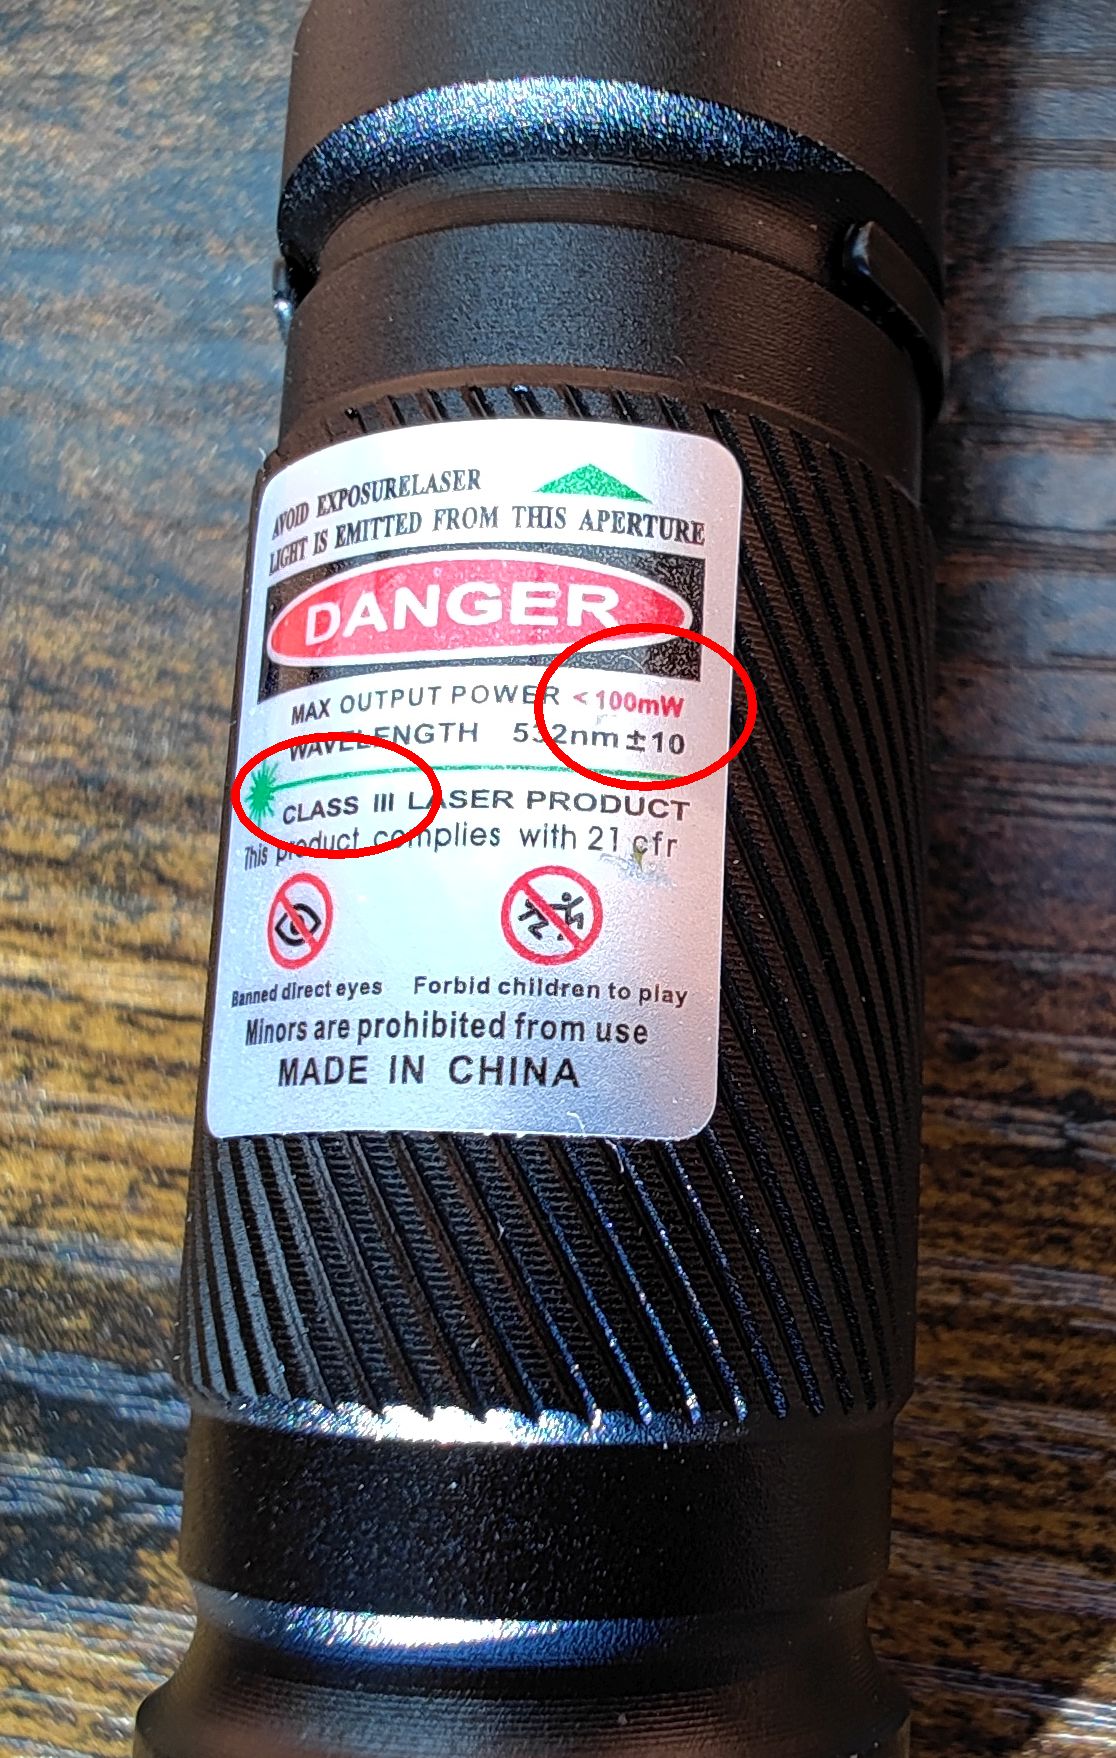 AVOID EXPOSURELASER
LIGHT IS EMITTED FROM THIS APERTURE
DANGER
MAX OUTPUT POWER <100mW
WAVELENGTH 532nm±10
CLASS III LASER PRODUCT
This product complies with 21 cfr
Banned direct eyes Forbid children to play
Minors are prohibited from use
MADE IN CHINA